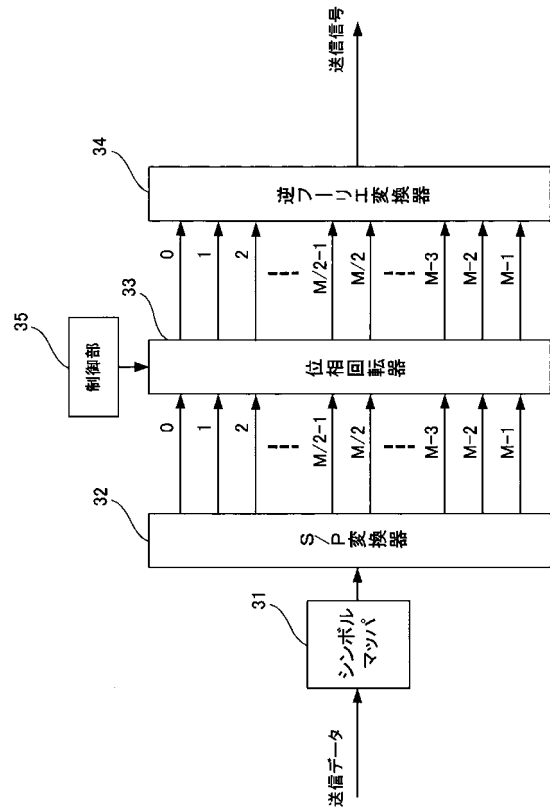 送信データ
31
シンボル
マッパ
32
S/P変換器
0
1
2
M/2-1
M/2
M-3
M-2
M-1
35
制御部
33
位相回転器
0
1
2
M/2-1
M/2
M-3
M-2
M-1
34
逆フーリエ変換器
送信信号